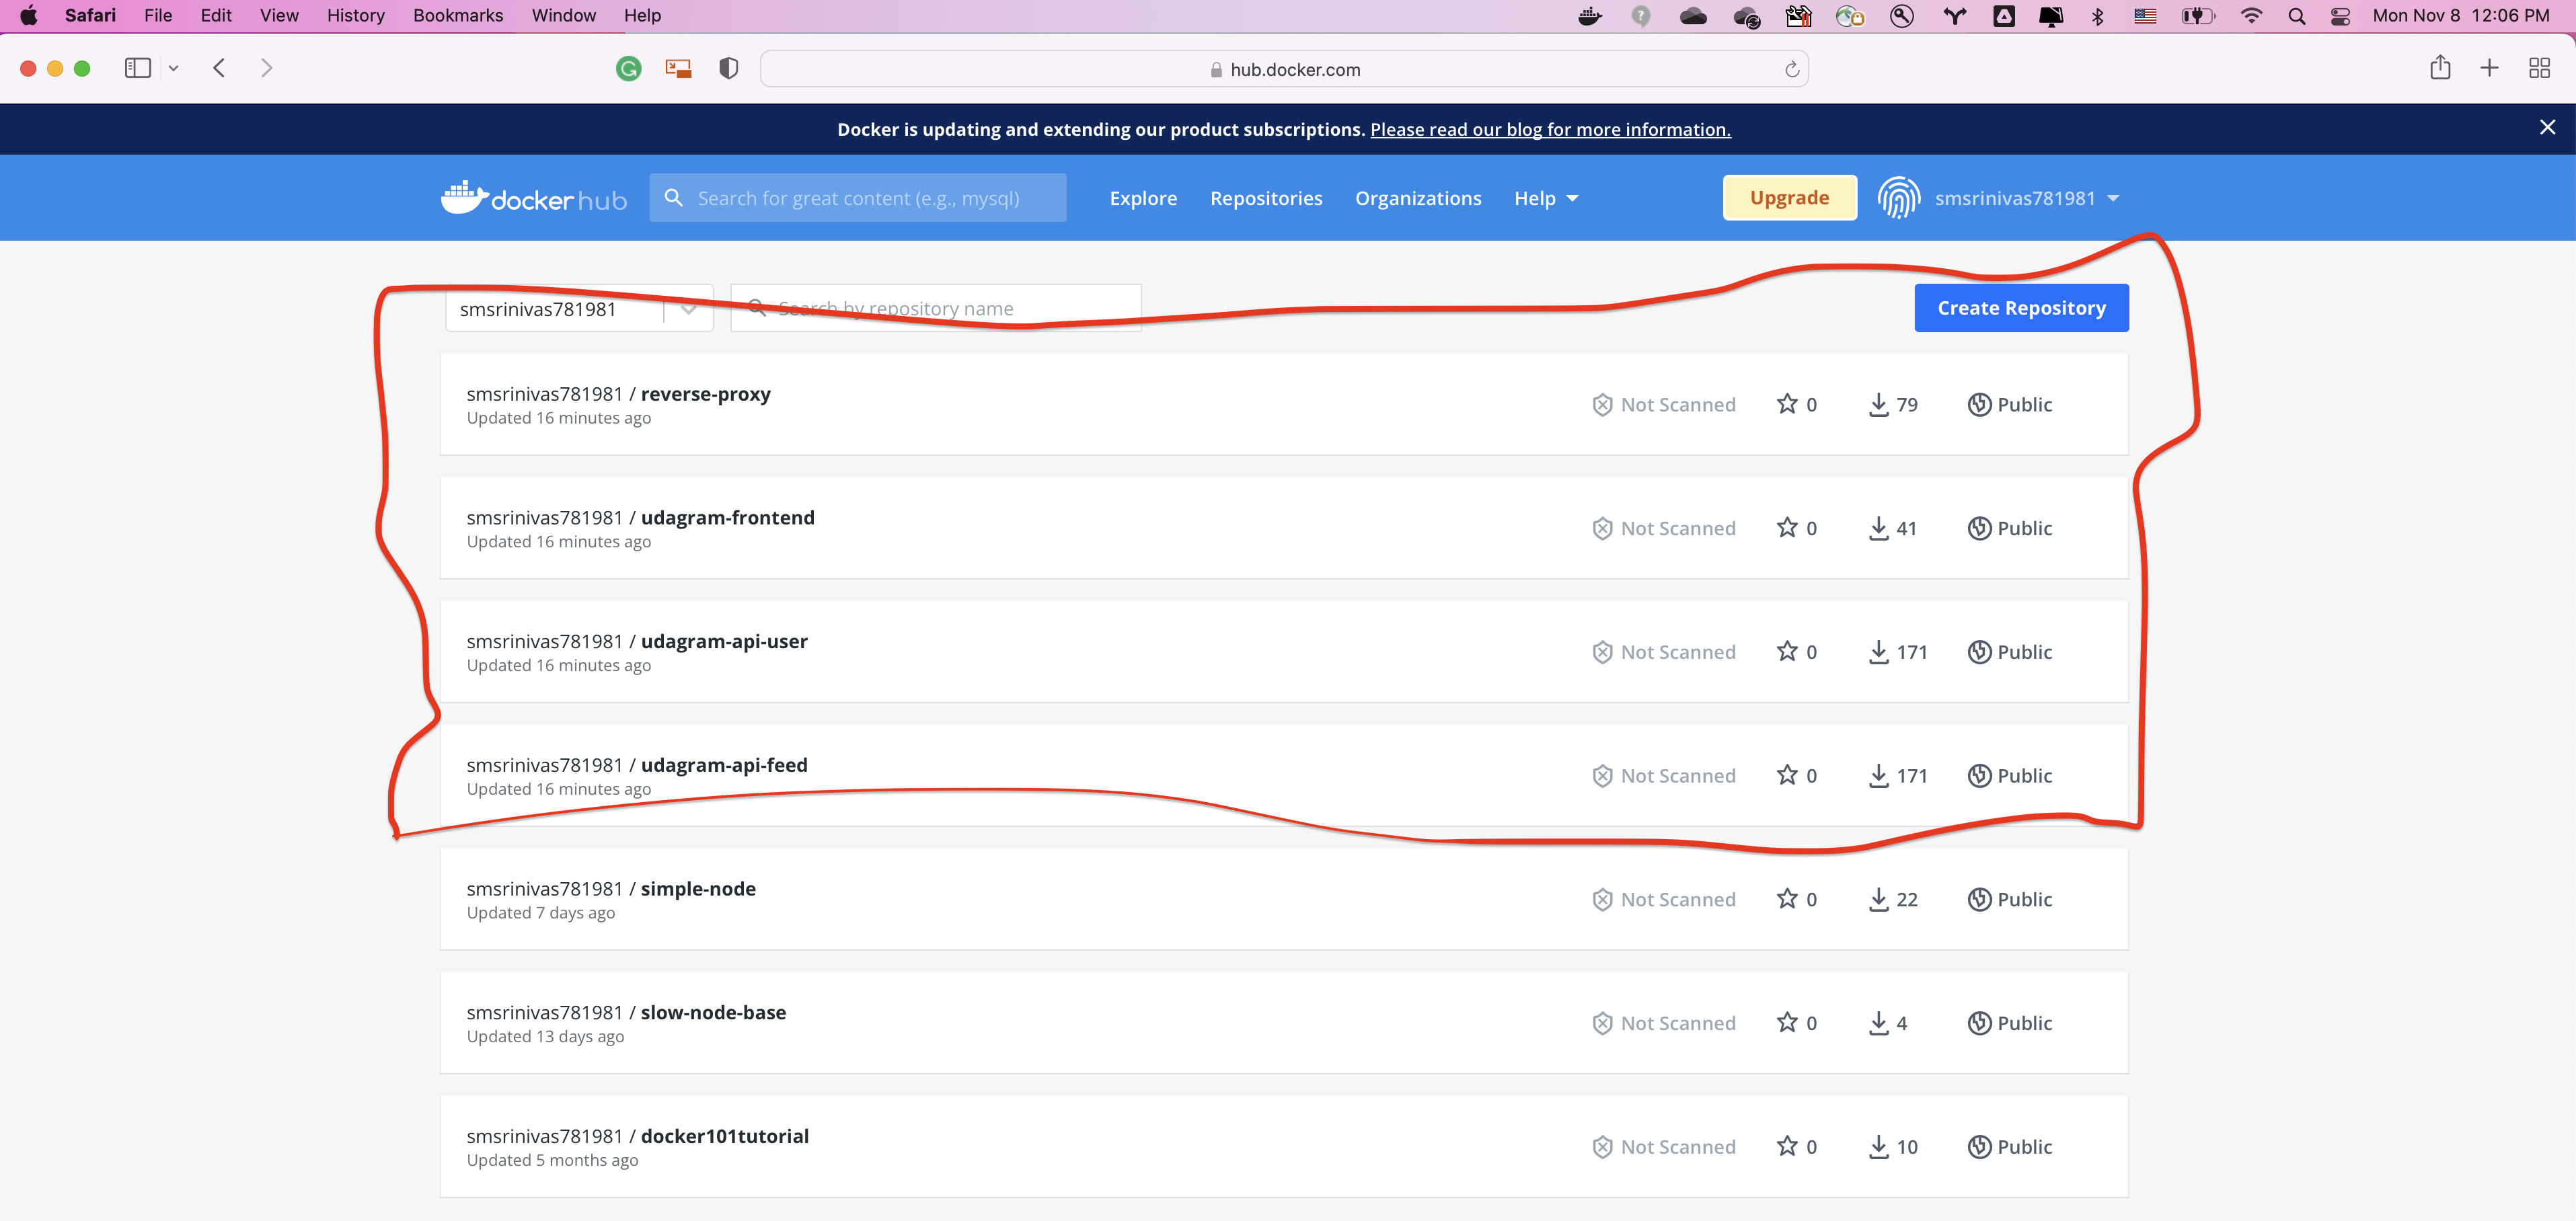 Safari File Edit View History Bookmarks Window Help Mon Nov 8 12:06 PM
hub.docker.com
Docker is updating and extending our product subscriptions. Please read our blog for more information.
docker hub Search for great content (e.g., mysql) Explore Repositories Organizations Help Upgrade smsrinivas781981
smsrinivas781981 Search by repository name Create Repository
smsrinivas781981 / reverse-proxy
Updated 16 minutes ago
Not Scanned 0 79 Public
smsrinivas781981 / udagram-frontend
Updated 16 minutes ago
Not Scanned 0 41 Public
smsrinivas781981 / udagram-api-user
Updated 16 minutes ago
Not Scanned 0 171 Public
smsrinivas781981 / udagram-api-feed
Updated 16 minutes ago
Not Scanned 0 171 Public
smsrinivas781981 / simple-node
Updated 7 days ago
Not Scanned 0 22 Public
smsrinivas781981 / slow-node-base
Updated 13 days ago
Not Scanned 0 4 Public
smsrinivas781981 / docker101tutorial
Updated 5 months ago
Not Scanned 0 10 Public